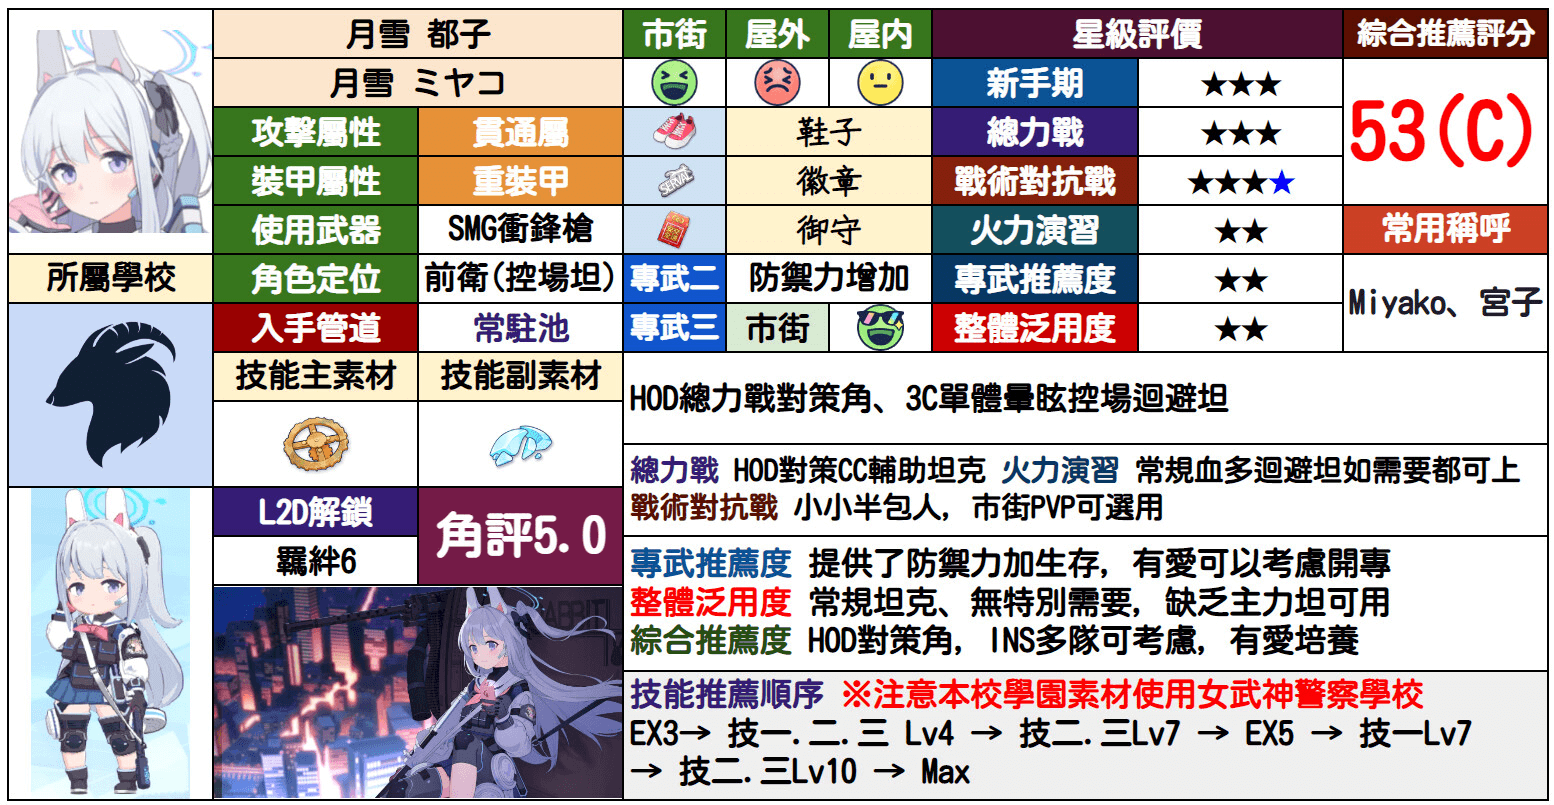 月雪 都子
市街
屋外
屋内
星級評價
綜合推薦評分
月雪 ミヤコ
新手期
★★★
53(C)
攻擊屬性
貫通屬
鞋子
總力戰
★★★
裝甲屬性
重裝甲
SERVAL
徽章
戰術對抗戰
★★★★
使用武器
SMG衝鋒槍
御守
火力演習
★★
常用稱呼
所屬學校
角色定位
前衛(控場坦)
專武二
防禦力增加
專武推薦度
★★
Miyako、宮子
入手管道
常駐池
專武三
市街
整體泛用度
★★
技能主素材
技能副素材
HOD總力戰對策角、3C單體暈眩控場迴避坦
總力戰 HOD對策CC輔助坦克 火力演習 常規血多迴避坦如需要都可上
戰術對抗戰 小小半包人, 市街PVP可選用
L2D解鎖
角評5.0
羈絆6
專武推薦度 提供了防禦力加生存, 有愛可以考慮開專
整體泛用度 常規坦克、無特別需要, 缺乏主力坦可用
綜合推薦度 HOD對策角, INS多隊可考慮, 有愛培養
技能推薦順序 ※注意本校學園素材使用女武神警察學校
EX3→ 技一.二.三 Lv4 → 技二.三Lv7 → EX5 → 技一Lv7
→ 技二.三Lv10 → Max